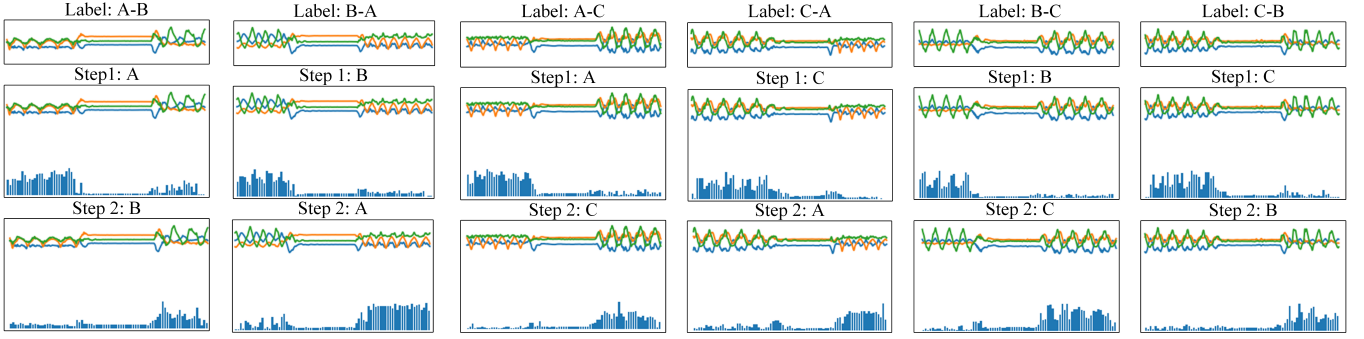 Label: A-B Label: B-A Label: A-C Label: C-A Label: B-C Label: C-B
Step1: A Step 1: B Step1: A Step 1: C Step1: B Step1: C
Step 2: B Step 2: A Step 2: C Step 2: A Step 2: C Step 2: B